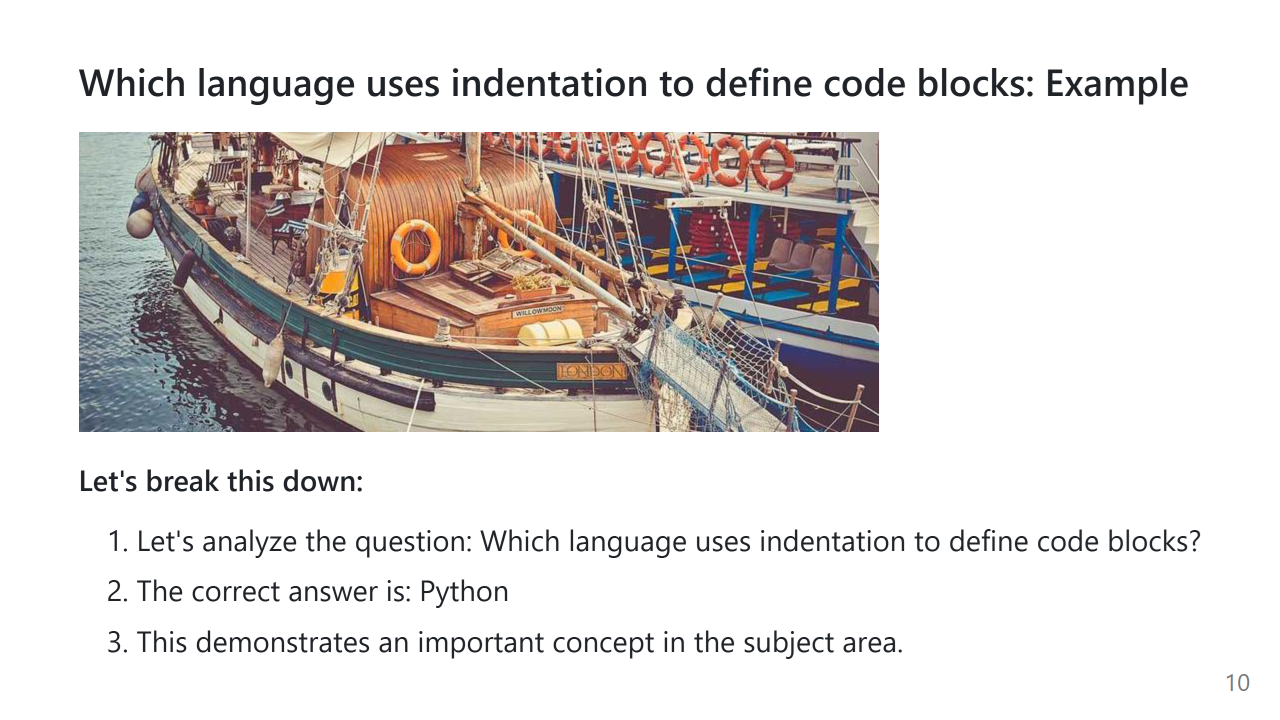 Which language uses indentation to define code blocks: Example
WILLOWMOON
LONDON
Let's break this down:
1. Let's analyze the question: Which language uses indentation to define code blocks?
2. The correct answer is: Python
3. This demonstrates an important concept in the subject area.
10